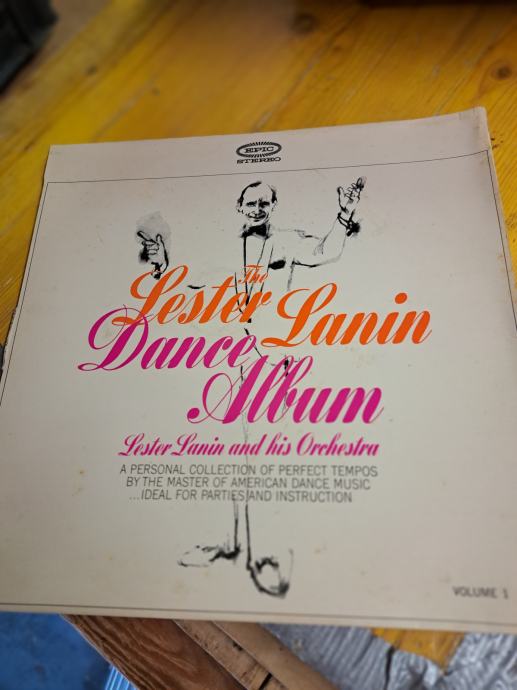 EPIC
STEREO
The
Lester Lanin
Dance
Album
Lester Lanin and his Orchestra
A PERSONAL COLLECTION OF PERFECT TEMPOS
BY THE MASTER OF AMERICAN DANCE MUSIC
...IDEAL FOR PARTIES AND INSTRUCTION
VOLUME 1